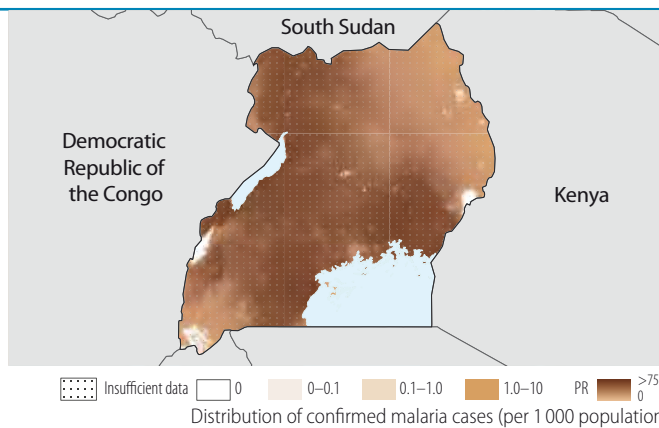 South Sudan
Democratic
Republic of
the Congo
Kenya
Insufficient data 0 0–0.1 0.1–1.0 1.0–10 PR >75
0
Distribution of confirmed malaria cases (per 1 000 population